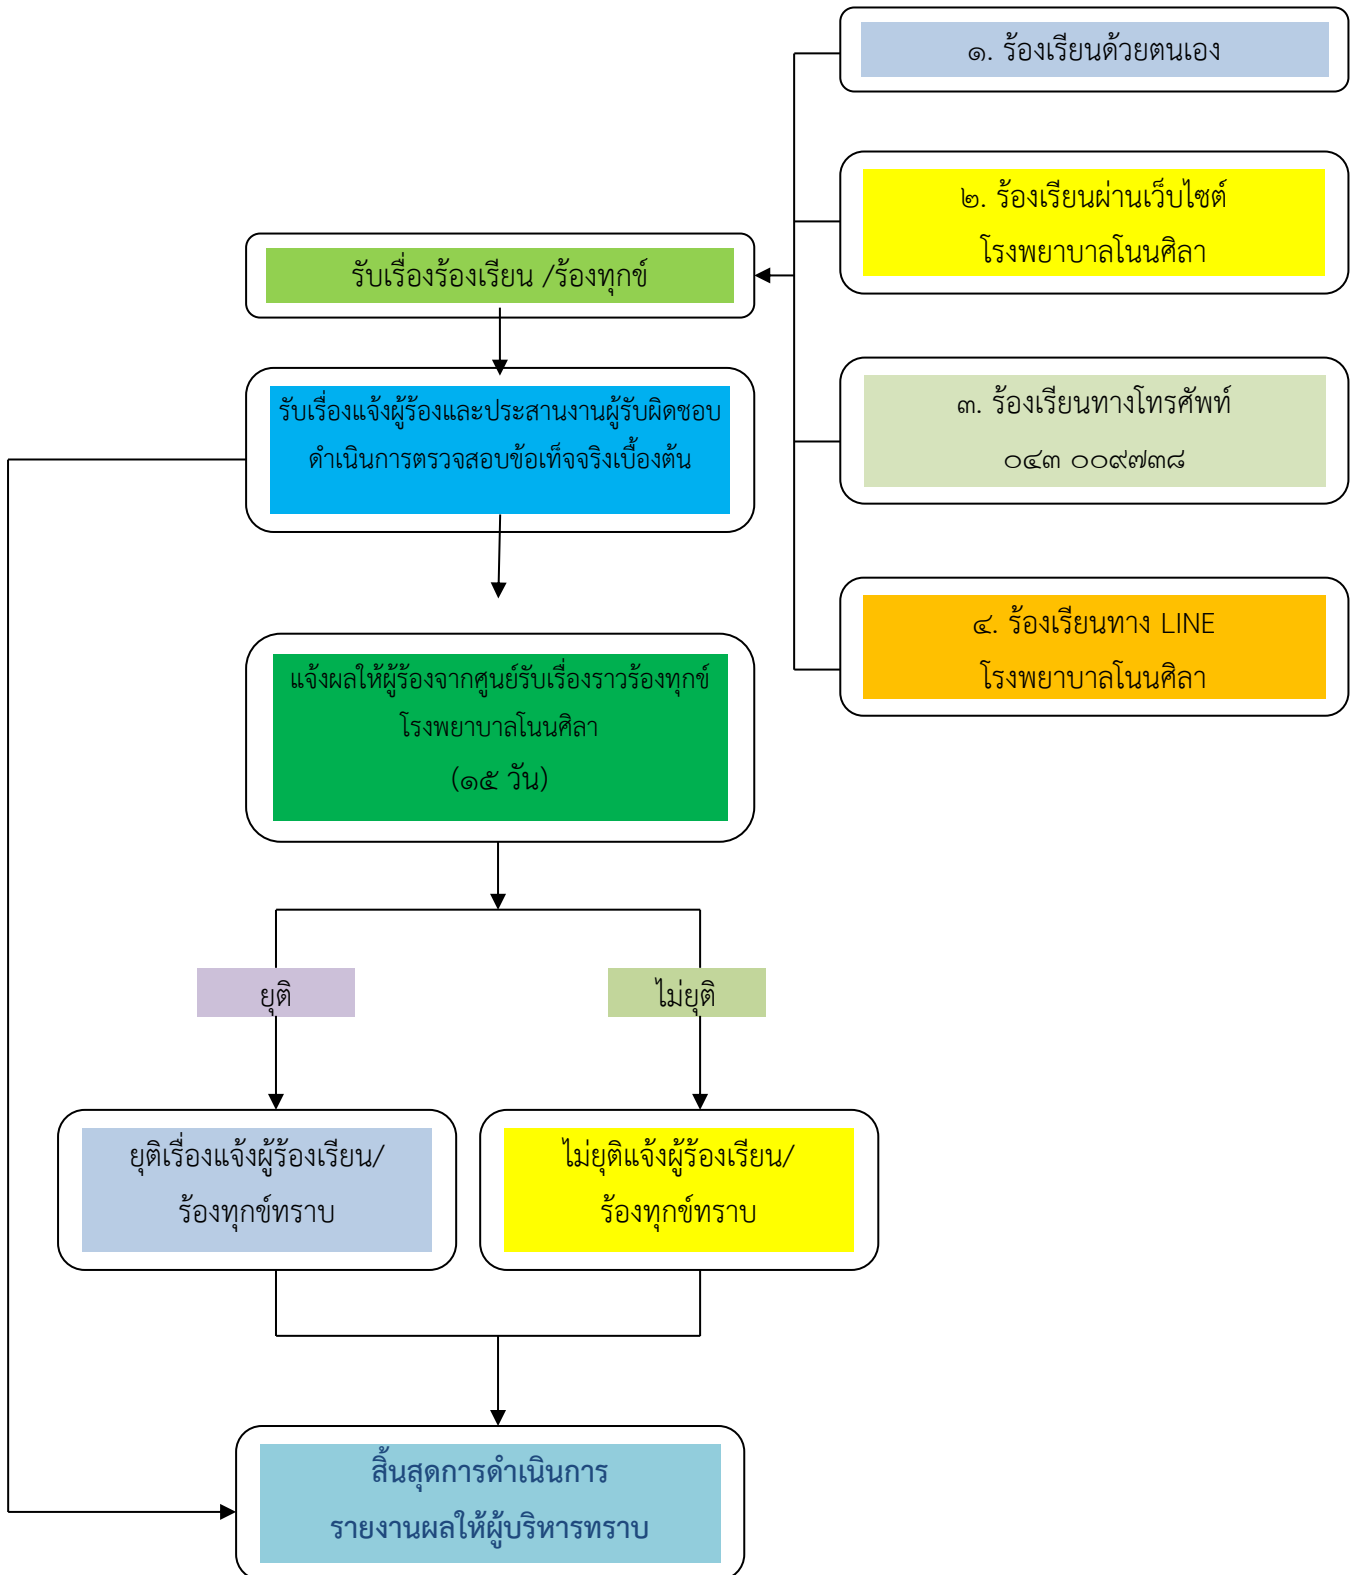 ๑. ร้องเรียนด้วยตนเอง
๒. ร้องเรียนผ่านเว็บไซต์
โรงพยาบาลโนนศิลา
๓. ร้องเรียนทางโทรศัพท์
๐๔๓ ๐๐๙๗๓๘
๔. ร้องเรียนทาง LINE
โรงพยาบาลโนนศิลา
รับเรื่องร้องเรียน /ร้องทุกข์
รับเรื่องแจ้งผู้ร้องและประสานงานผู้รับผิดชอบ
ดำเนินการตรวจสอบข้อเท็จจริงเบื้องต้น
แจ้งผลให้ผู้ร้องจากศูนย์รับเรื่องราวร้องทุกข์
โรงพยาบาลโนนศิลา
(๑๕ วัน)
ยุติ
ไม่ยุติ
ยุติเรื่องแจ้งผู้ร้องเรียน/
ร้องทุกข์ทราบ
ไม่ยุติแจ้งผู้ร้องเรียน/
ร้องทุกข์ทราบ
สิ้นสุดการดำเนินการ
รายงานผลให้ผู้บริหารทราบ